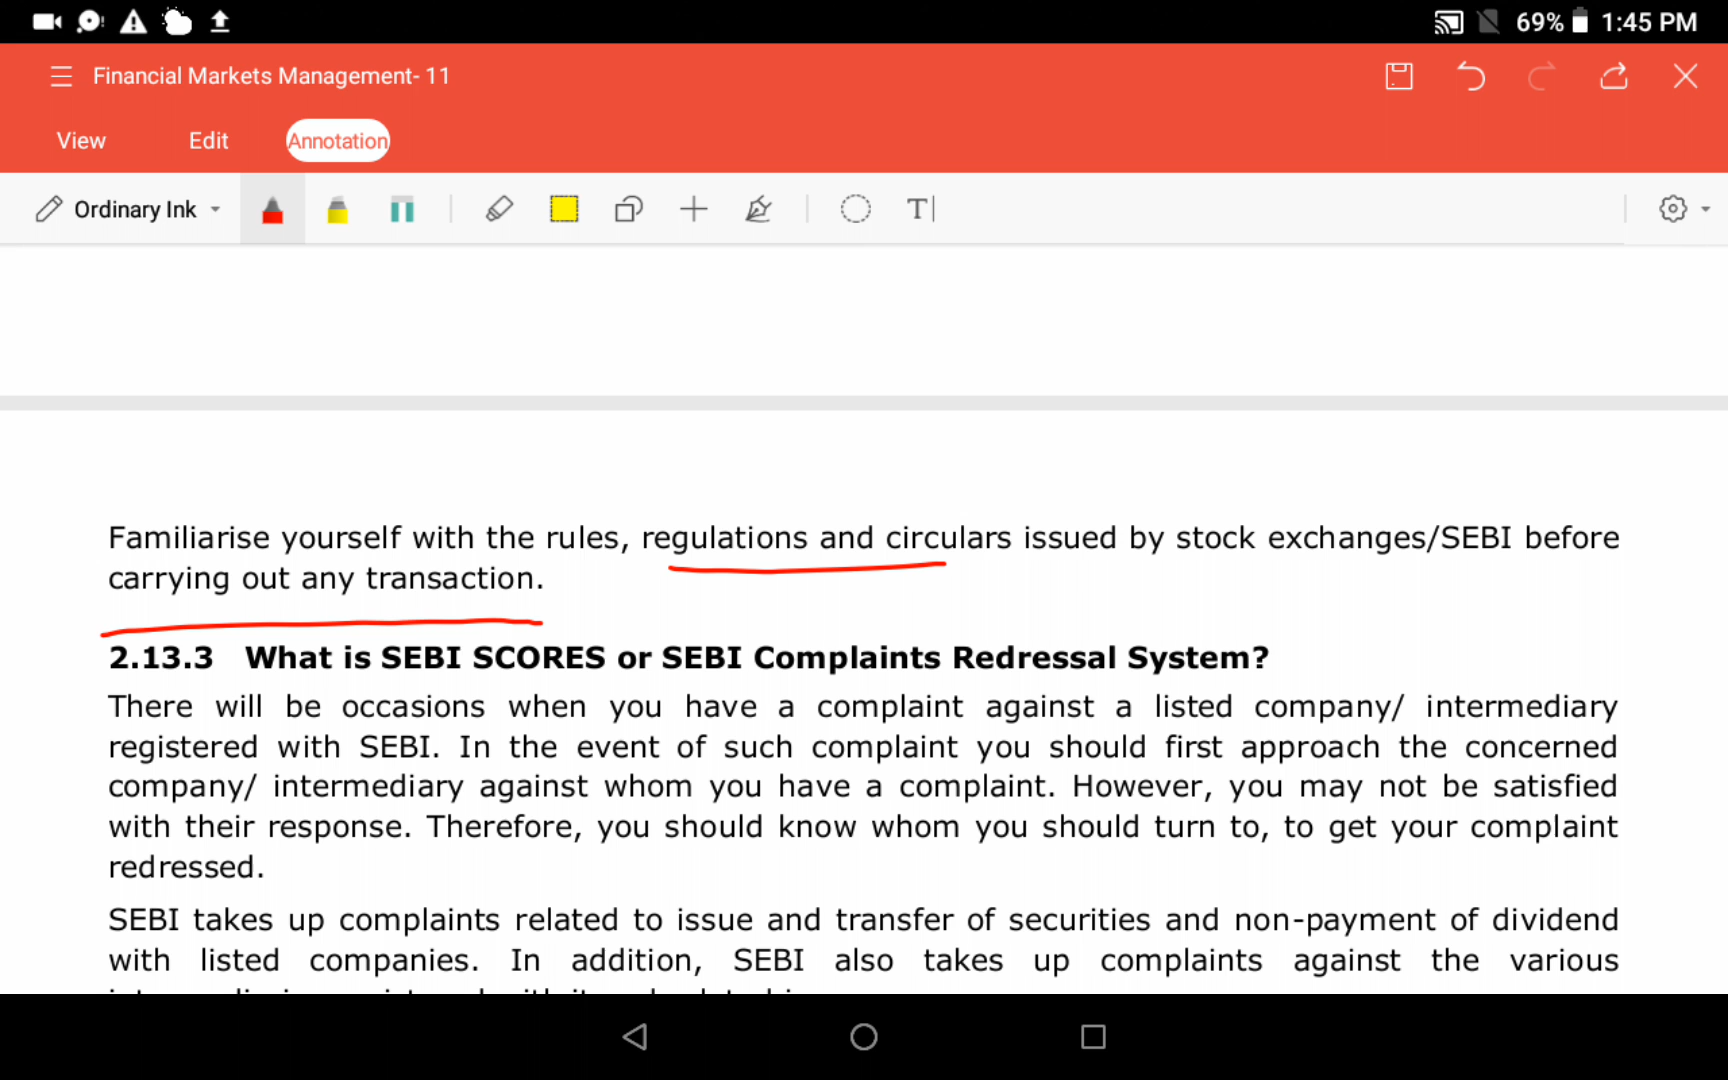 69% 1:45 PM
Financial Markets Management- 11
View Edit Annotation
Ordinary Ink T|
Familiarise yourself with the rules, regulations and circulars issued by stock exchanges/SEBI before
carrying out any transaction.
2.13.3 What is SEBI SCORES or SEBI Complaints Redressal System?
There will be occasions when you have a complaint against a listed company/ intermediary
registered with SEBI. In the event of such complaint you should first approach the concerned
company/ intermediary against whom you have a complaint. However, you may not be satisfied
with their response. Therefore, you should know whom you should turn to, to get your complaint
redressed.
SEBI takes up complaints related to issue and transfer of securities and non-payment of dividend
with listed companies. In addition, SEBI also takes up complaints against the various